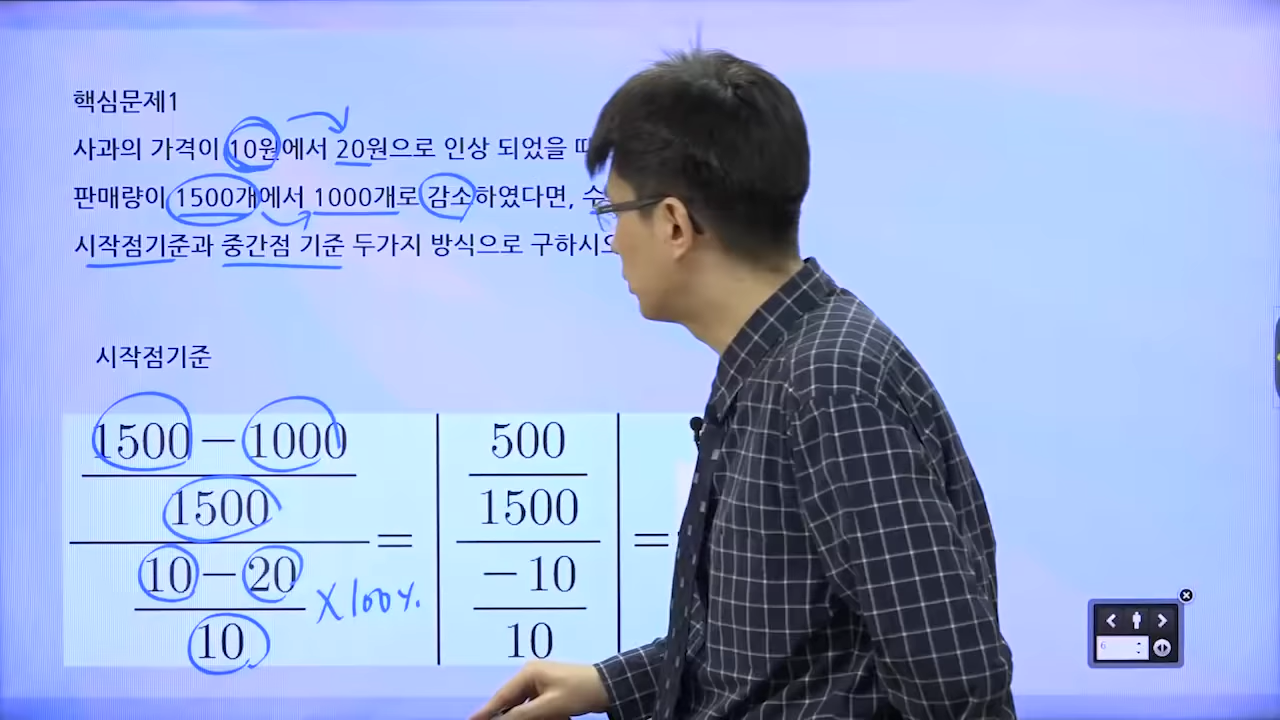 핵심문제1
사과의 가격이 10원에서 20원으로 인상 되었을
판매량이 1500개에서 1000개로 감소하였다면,
시작점기준과 중간점 기준 두가지 방식으로 구하시오
시작점기준
1500 − 1000
1500
10 − 20
10
× 100%
=
500
1500
− 10
10
=
6